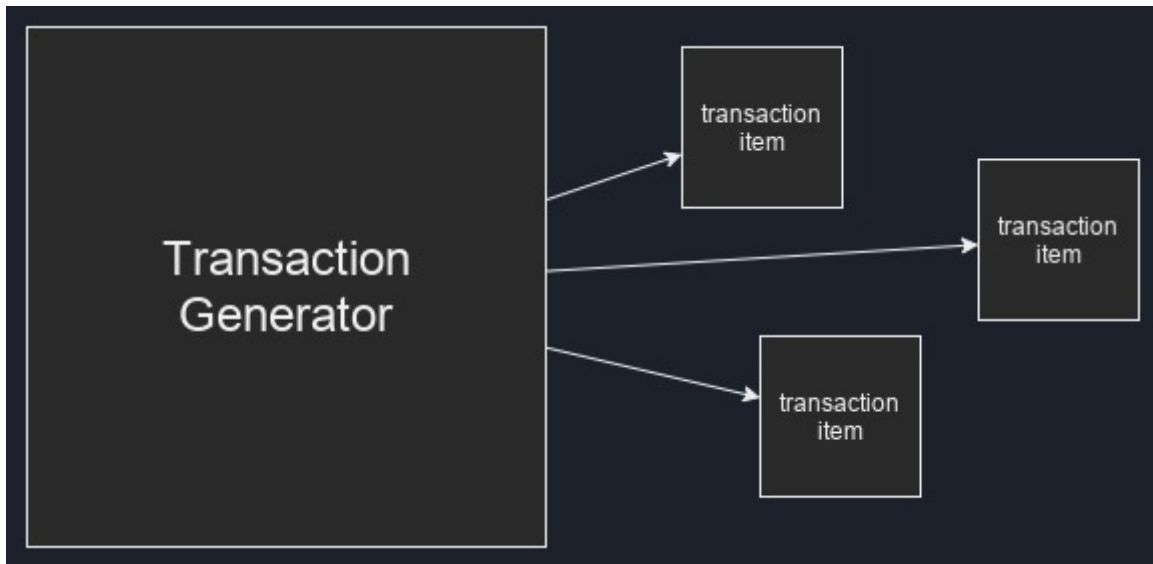 Transaction
Generator
transaction
item
transaction
item
transaction
item